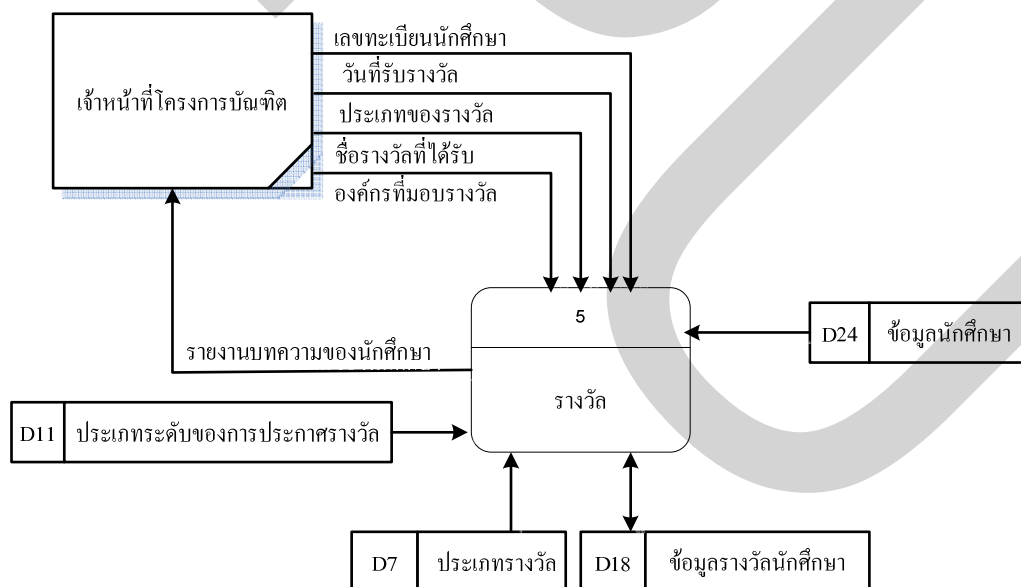 เลขทะเบียนนักศึกษา
วันที่รับรางวัล
เจ้าหน้าที่โครงการบัณฑิต
ประเภทของรางวัล
ชื่อรางวัลที่ได้รับ
องค์กรที่มอบรางวัล
5
D24 ข้อมูลนักศึกษา
รายงานบทความของนักศึกษา
รางวัล
D11 ประเภทระดับของการประกาศรางวัล
D7 ประเภทรางวัล
D18 ข้อมูลรางวัลนักศึกษา